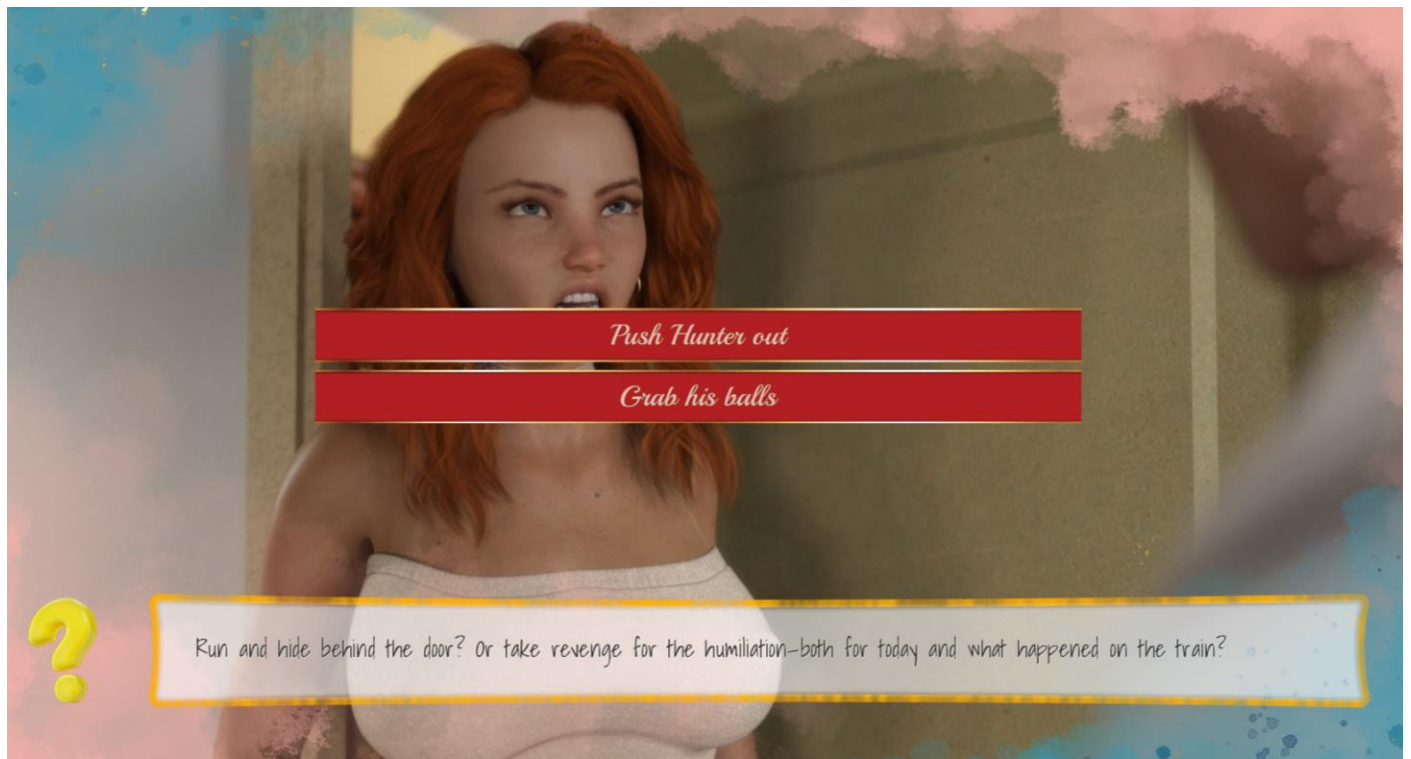 Push Hunter out
Grab his balls
Run and hide behind the door? Or take revenge for the humiliation–both for today and what happened on the train?